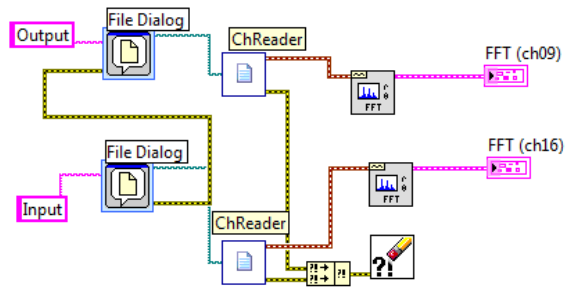 File Dialog
Output
ChReader
FFT (ch09)
FFT
File Dialog
FFT (ch16)
FFT
Input
ChReader
?!
?!
?!
?!